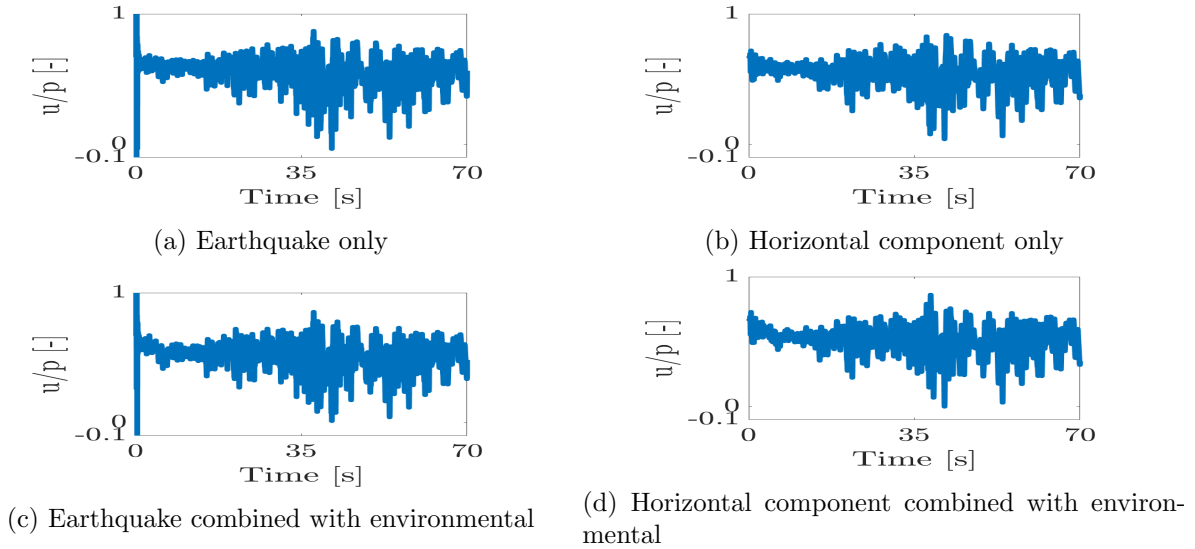 1
u/p [-]
0
-0.1
0 35 70
Time [s]
(a) Earthquake only
1
u/p [-]
0
-0.1
0 35 70
Time [s]
(b) Horizontal component only
1
u/p [-]
0
-0.1
0 35 70
Time [s]
(c) Earthquake combined with environmental
1
u/p [-]
0
-0.1
0 35 70
Time [s]
(d) Horizontal component combined with environ-
mental